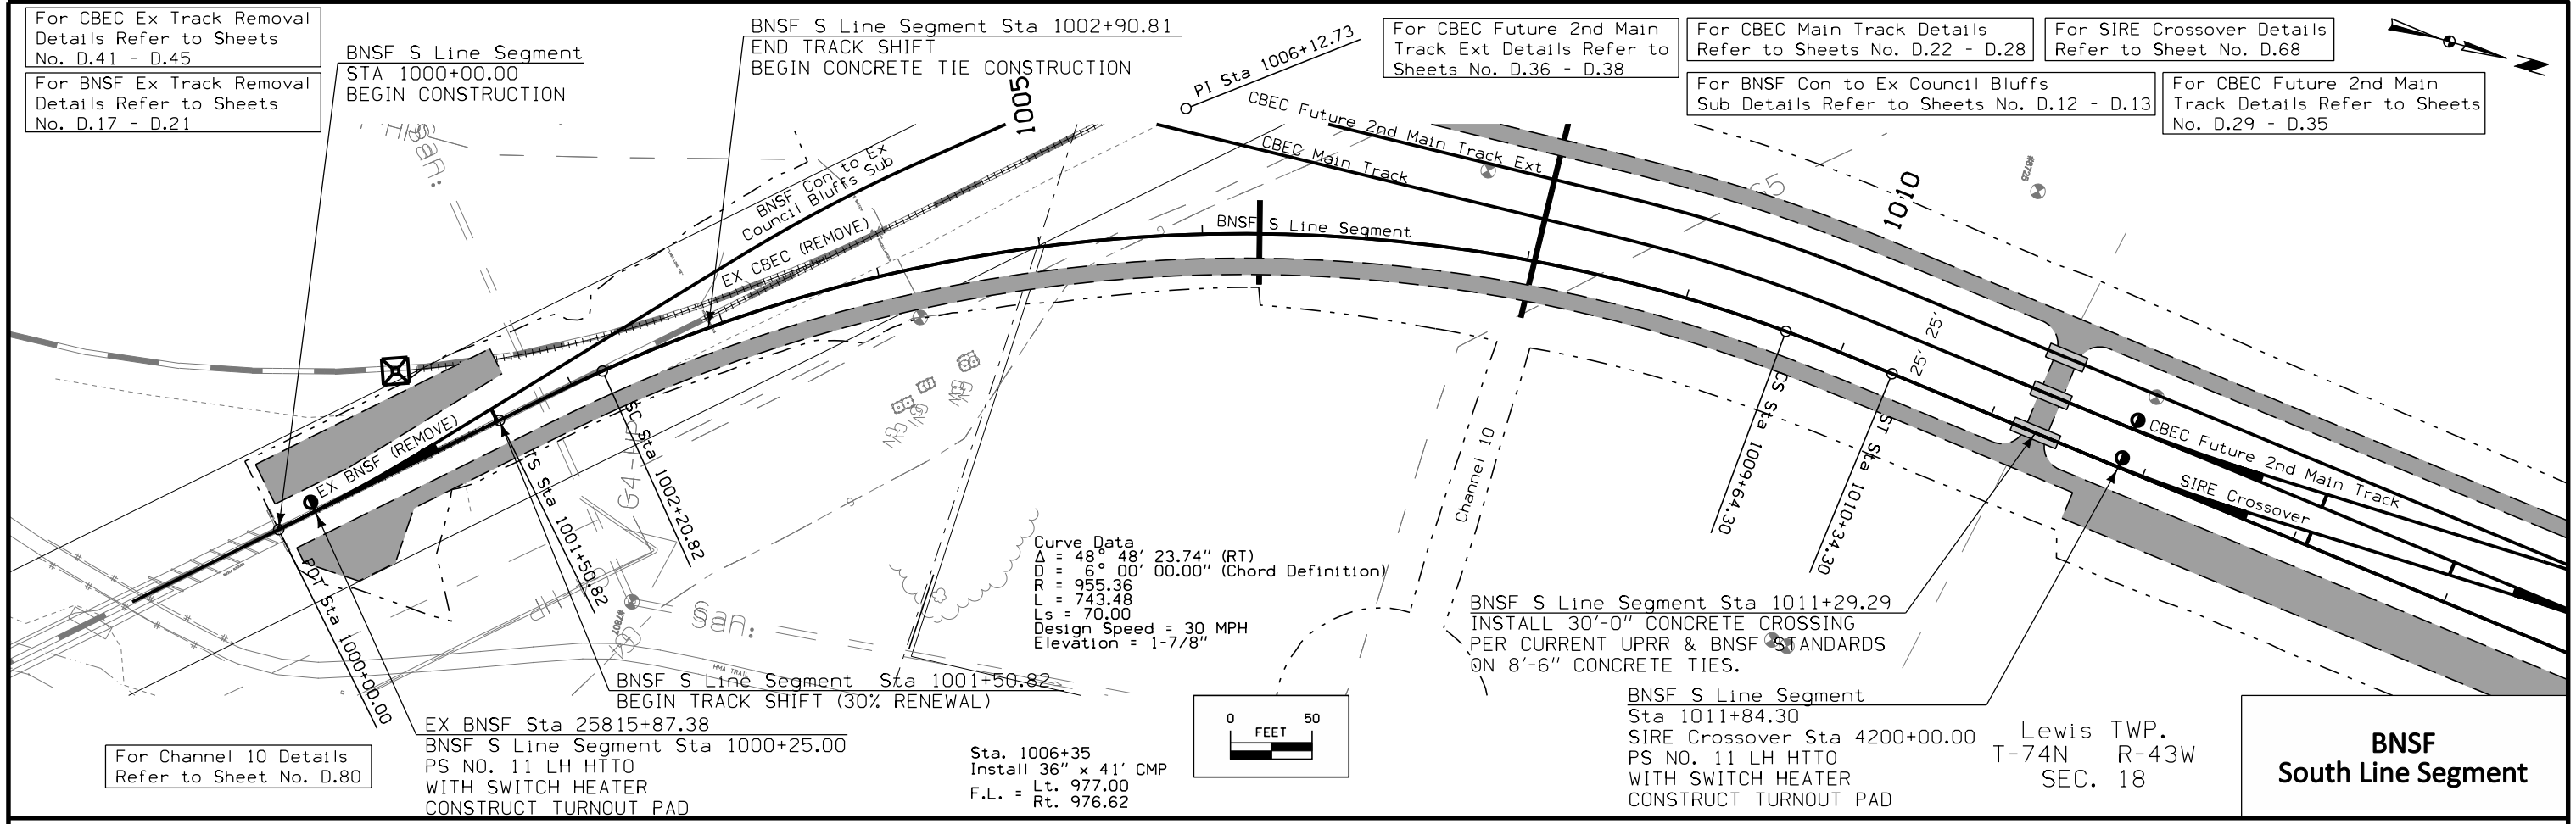 For CBEC Ex Track Removal
Details Refer to Sheets
No. D.41 - D.45
For BNSF Ex Track Removal
Details Refer to Sheets
No. D.17 - D.21
BNSF S Line Segment
STA 1000+00.00
BEGIN CONSTRUCTION
BNSF S Line Segment Sta 1002+90.81
END TRACK SHIFT
BEGIN CONCRETE TIE CONSTRUCTION
1005
PI Sta 1006+12.73
For CBEC Future 2nd Main
Track Ext Details Refer to
Sheets No. D.36 - D.38
For CBEC Main Track Details
Refer to Sheets No. D.22 - D.28
For SIRE Crossover Details
Refer to Sheet No. D.68
For BNSF Con to Ex Council Bluffs
Sub Details Refer to Sheets No. D.12 - D.13
For CBEC Future 2nd Main
Track Details Refer to Sheets
No. D.29 - D.35
N
San.
BNSF Con to Ex
Council Bluffs Sub
EX CBEC (REMOVE)
CBEC Future 2nd Main Track Ext
CBEC Main Track
BNSF S Line Segment
65
1010
#8725
25' 25'
25'
EX BNSF (REMOVE)
POT Sta 1000+00.00
TS Sta 1001+50.82
SC Sta 1002+20.82
CS Sta 1009+64.30
ST Sta 1010+34.30
Channel 10
CBEC Future 2nd Main Track
SIRE Crossover
64
San.
HMA TRAIL
Curve Data
Δ = 48° 48' 23.74" (RT)
D = 6° 00' 00.00" (Chord Definition)
R = 955.36
L = 743.48
Ls = 70.00
Design Speed = 30 MPH
Elevation = 1-7/8"
BNSF S Line Segment Sta 1011+29.29
INSTALL 30'-0" CONCRETE CROSSING
PER CURRENT UPRR & BNSF STANDARDS
ON 8'-6" CONCRETE TIES.
BNSF S Line Segment Sta 1001+50.82
BEGIN TRACK SHIFT (30% RENEWAL)
EX BNSF Sta 25815+87.38
BNSF S Line Segment Sta 1000+25.00
PS NO. 11 LH HTTO
WITH SWITCH HEATER
CONSTRUCT TURNOUT PAD
For Channel 10 Details
Refer to Sheet No. D.80
Sta. 1006+35
Install 36" x 41' CMP
F.L. = Lt. 977.00
Rt. 976.62
0 50
FEET
BNSF S Line Segment
Sta 1011+84.30
SIRE Crossover Sta 4200+00.00
PS NO. 11 LH HTTO
WITH SWITCH HEATER
CONSTRUCT TURNOUT PAD
Lewis TWP.
T-74N R-43W
SEC. 18
BNSF
South Line Segment